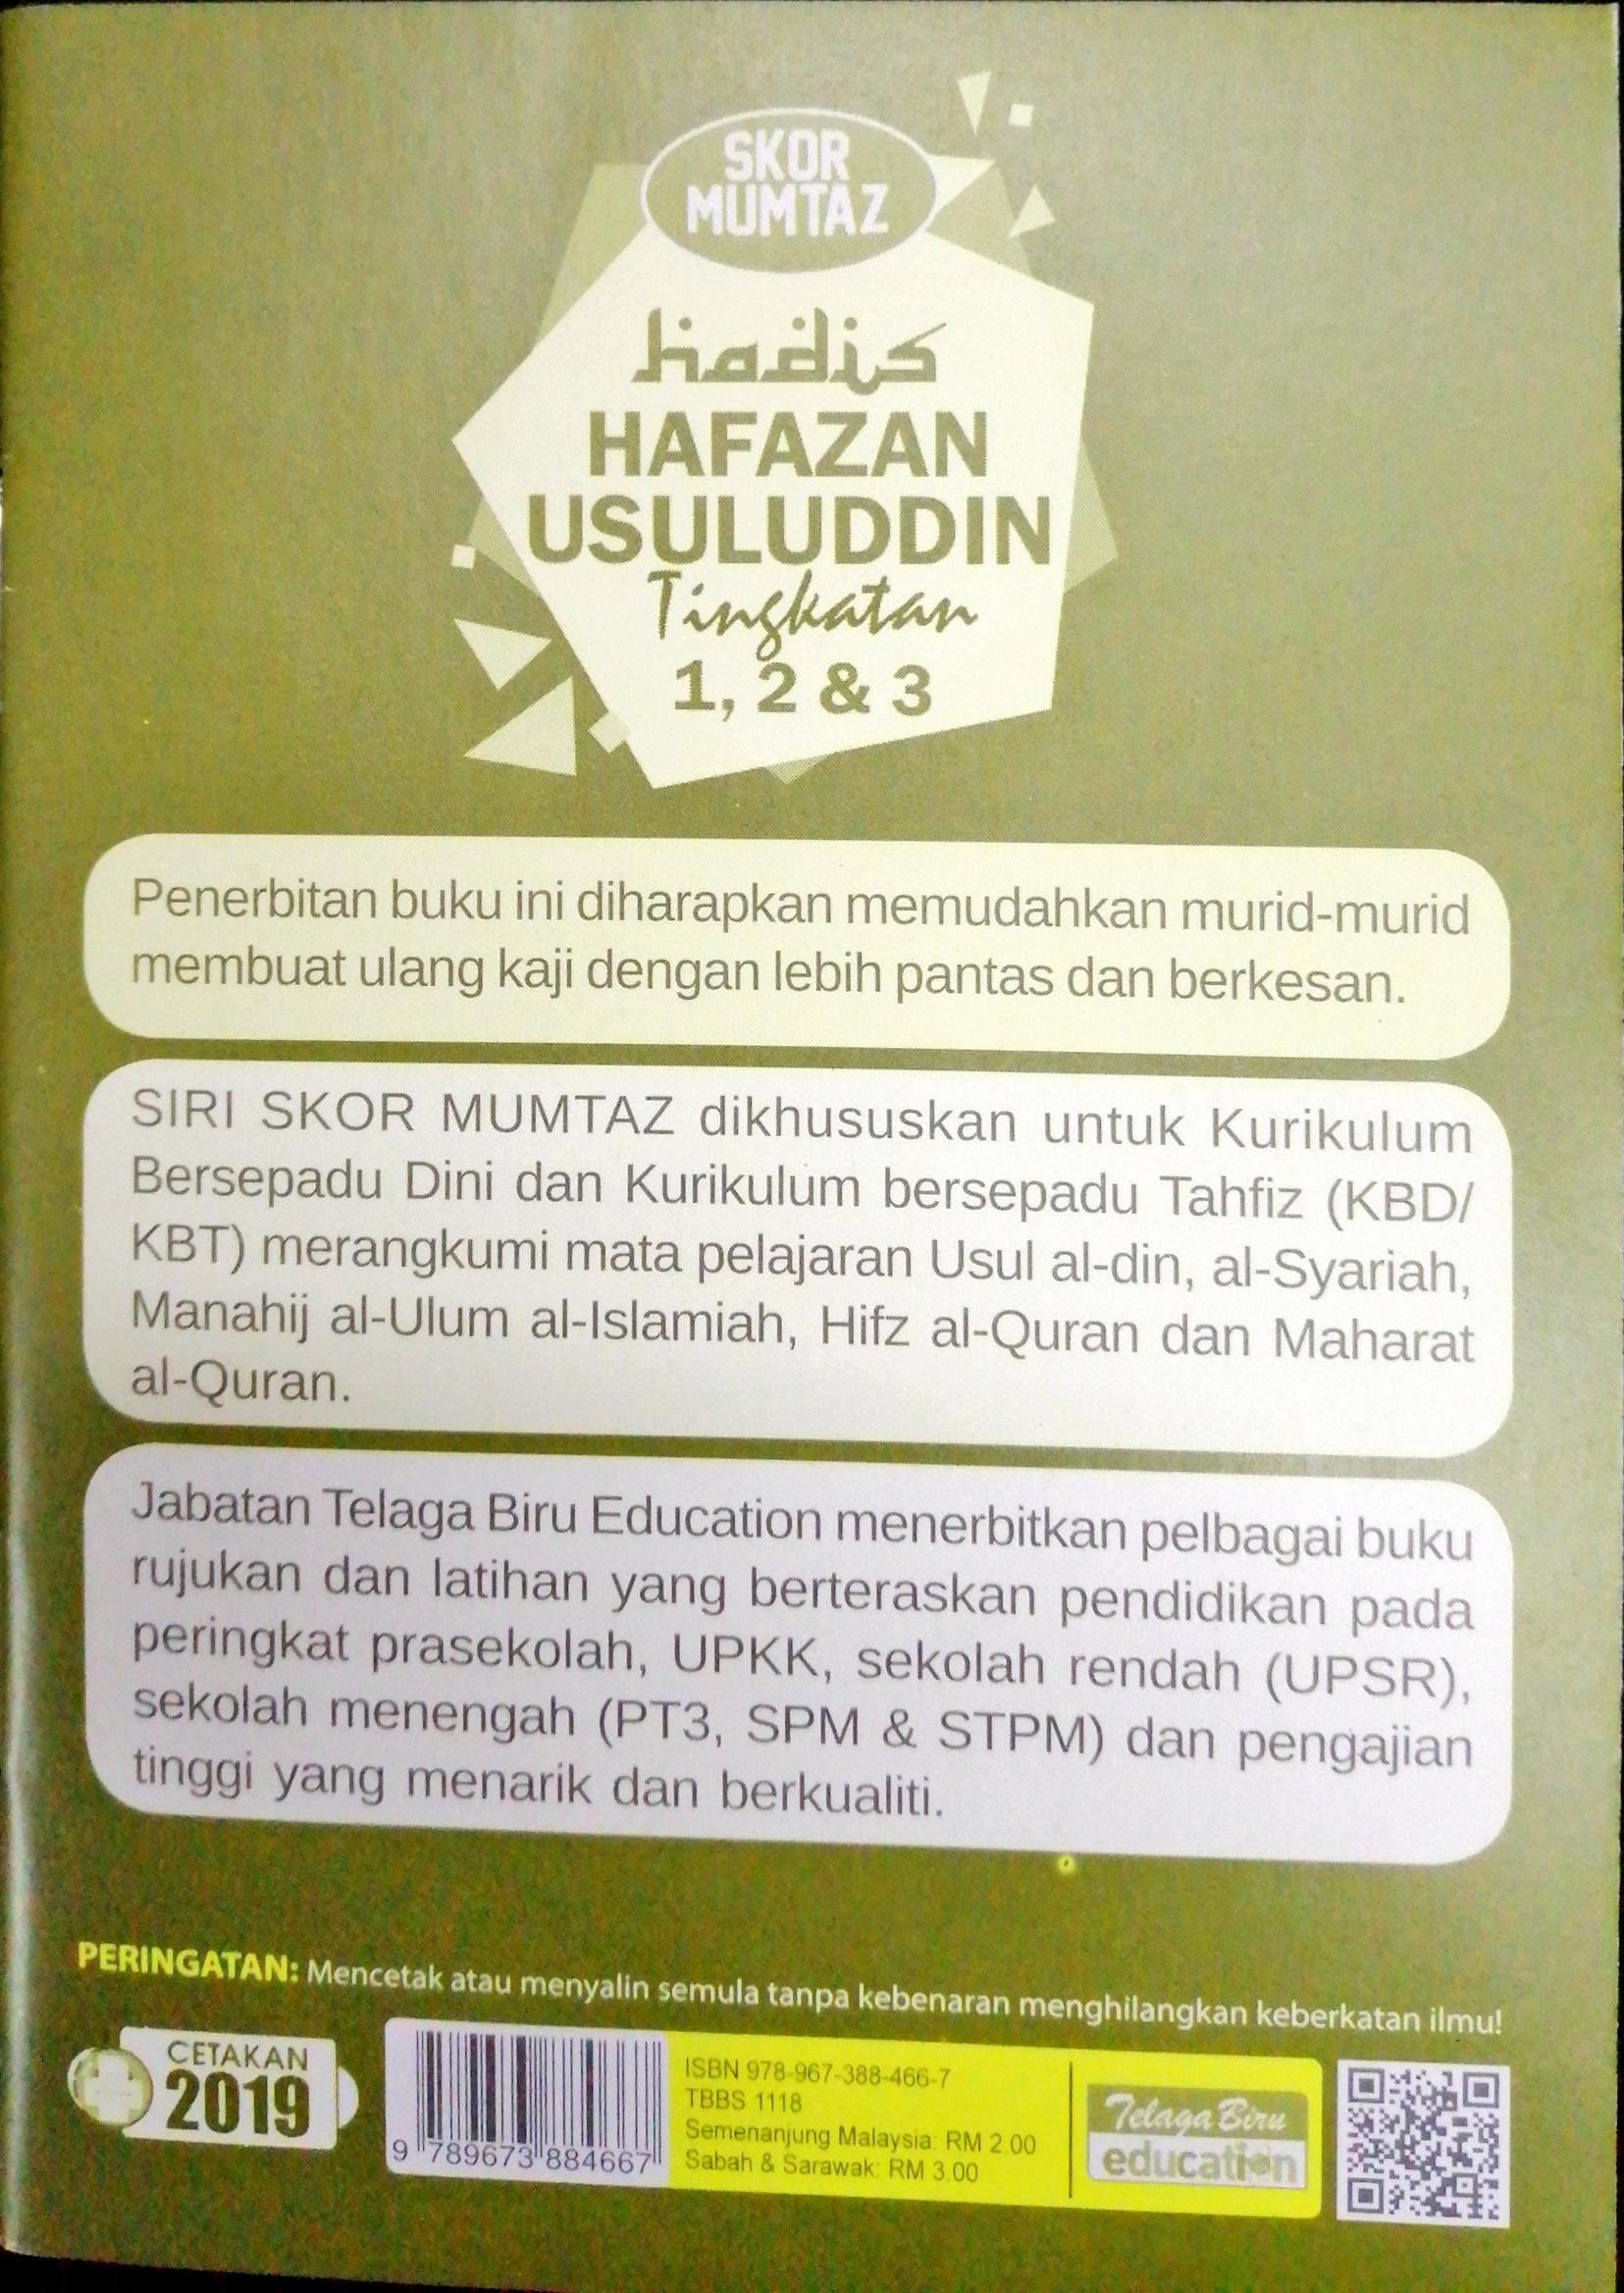 SKOR
MUMTAZ
hadis
HAFAZAN
USULUDDIN
Tingkatan
1, 2 & 3
Penerbitan buku ini diharapkan memudahkan murid-murid
membuat ulang kaji dengan lebih pantas dan berkesan.
SIRI SKOR MUMTAZ dikhususkan untuk Kurikulum
Bersepadu Dini dan Kurikulum bersepadu Tahfiz (KBD/
KBT) merangkumi mata pelajaran Usul al-din, al-Syariah,
Manahij al-Ulum al-Islamiah, Hifz al-Quran dan Maharat
al-Quran.
Jabatan Telaga Biru Education menerbitkan pelbagai buku
rujukan dan latihan yang berteraskan pendidikan pada
peringkat prasekolah, UPKK, sekolah rendah (UPSR),
sekolah menengah (PT3, SPM & STPM) dan pengajian
tinggi yang menarik dan berkualiti.
PERINGATAN: Mencetak atau menyalin semula tanpa kebenaran menghilangkan keberkatan ilmu!
CETAKAN
2019
9 789673 884667
ISBN 978-967-388-466-7
TBBS 1118
Semenanjung Malaysia: RM 2.00
Sabah & Sarawak: RM 3.00
Telaga Biru
education